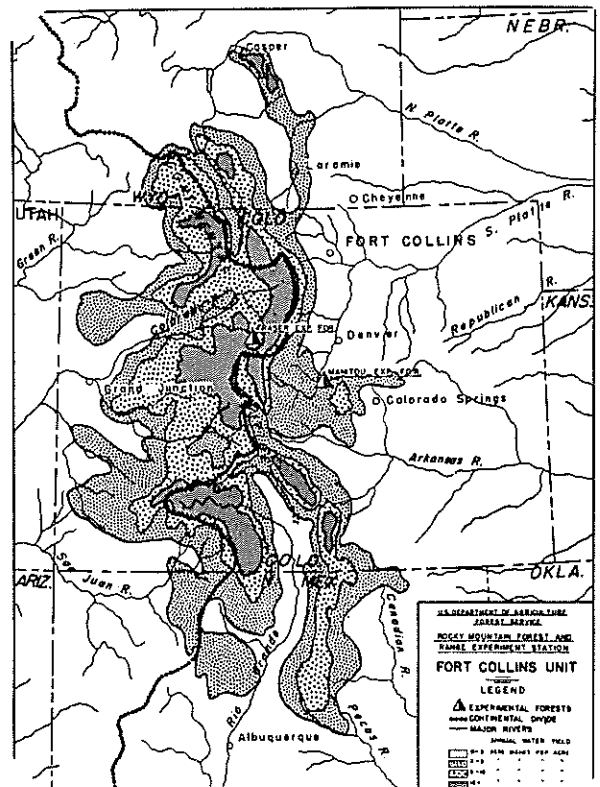 NEBR.
Casper
N. Platte R.
Laramie
Cheyenne
WYO.
COLO.
UTAH
S. Platte R.
Green R.
FORT COLLINS
Republican R.
KANS.
Colorado R.
FRASER EXP. FOR.
Denver
MANITOU EXP. FOR.
Grand Junction
Colorado Springs
Arkansas R.
San Juan R.
COLO.
N. MEX.
OKLA.
ARIZ.
Canadian R.
Rio Grande
Pecos R.
Albuquerque
U.S. DEPARTMENT OF AGRICULTURE
FOREST SERVICE
ROCKY MOUNTAIN FOREST AND
RANGE EXPERIMENT STATION
FORT COLLINS UNIT
LEGEND
EXPERIMENTAL FORESTS
CONTINENTAL DIVIDE
MAJOR RIVERS
ANNUAL WATER YIELD